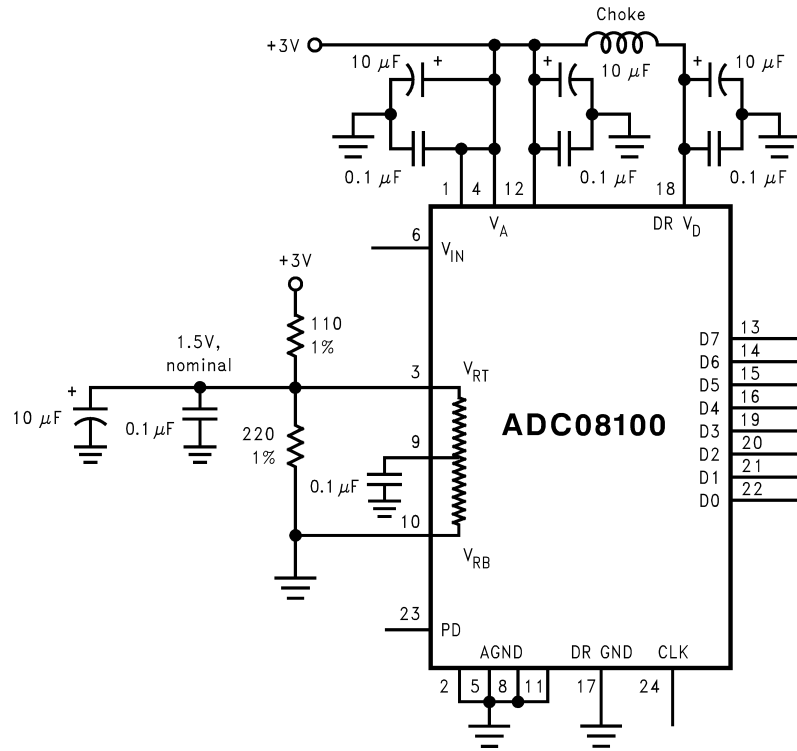 Choke
+3V
10 μF +
+ 10 μF
+ 10 μF
0.1 μF
0.1 μF
0.1 μF
1 4 12 18
V_A
DR V_D
6
V_IN
+3V
110
1%
1.5V,
nominal
3
V_RT
+
10 μF
0.1 μF
220
1%
9
0.1 μF
10
V_RB
ADC08100
D7 13
D6 14
D5 15
D4 16
D3 19
D2 20
D1 21
D0 22
23
PD
AGND DR GND CLK
2 5 8 11 17 24